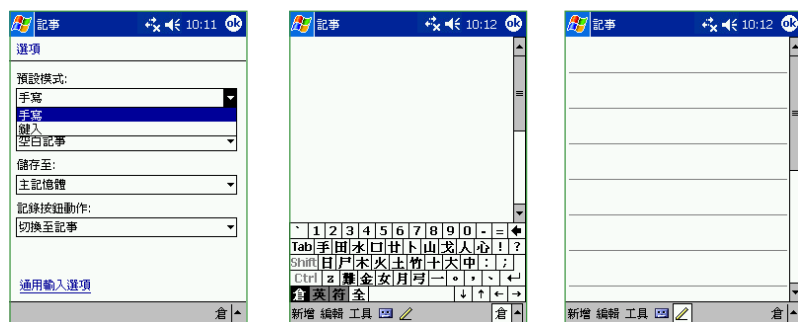 記事 10:11 ok
選項
預設模式:
手寫
手寫
鍵入
空白記事
儲存至:
主記憶體
記錄按鈕動作:
切換至記事
通用輸入選項
倉
記事 10:12 ok
` 1 2 3 4 5 6 7 8 9 0 - =
Tab 手 田 水 口 廿 卜 山 戈 人 心 ! ?
Shift 日 尸 木 火 土 竹 十 大 中 : ;
Ctrl z 難 金 女 月 弓 一 。 , 、
倉 英 符 全 ↓ ↑ ← →
新增 編輯 工具 倉
記事 10:12 ok
新增 編輯 工具 倉